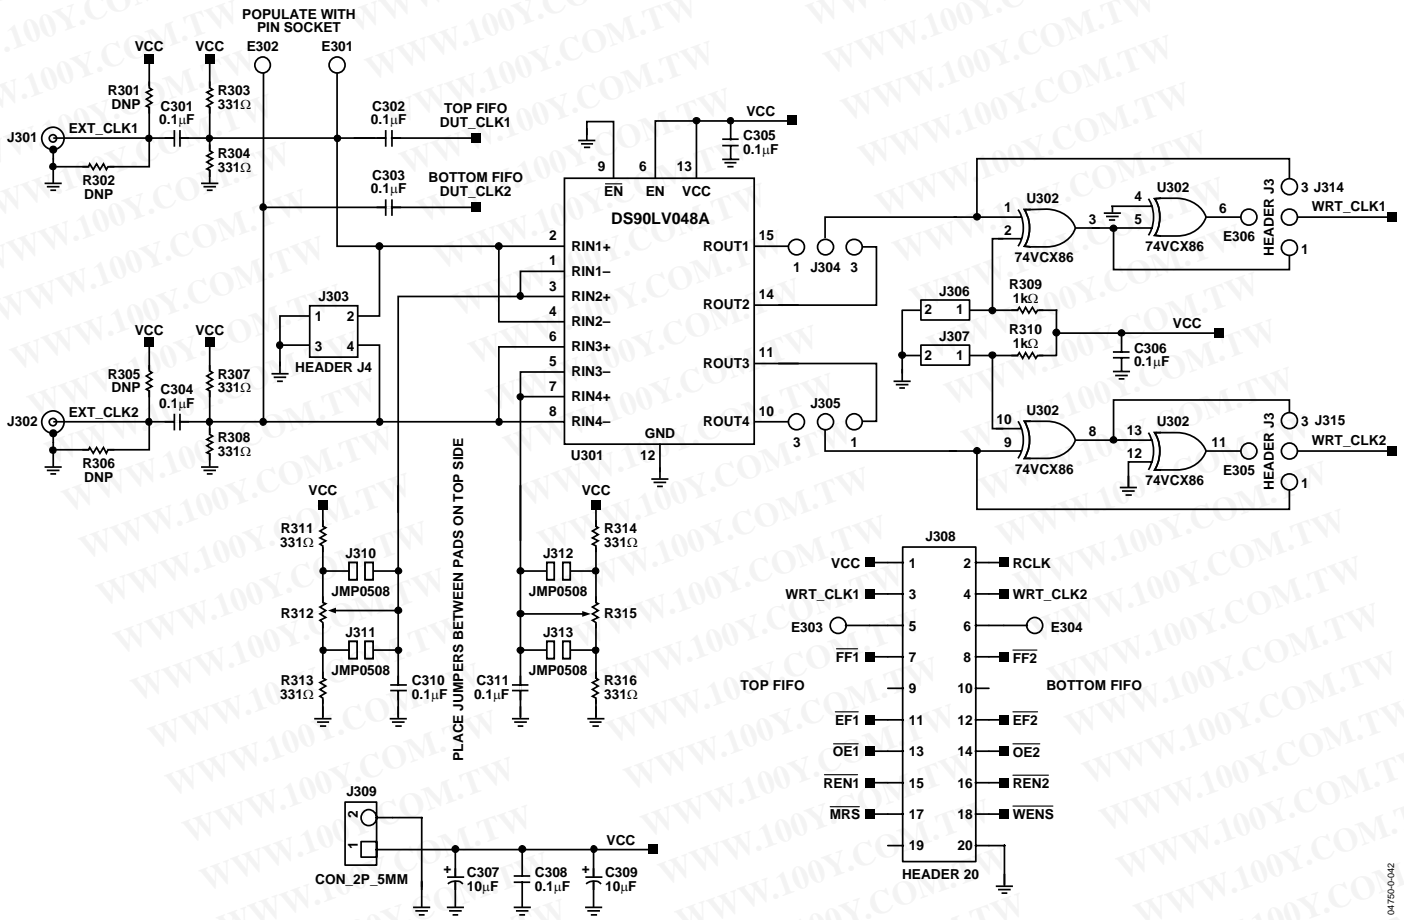 POPULATE WITH
PIN SOCKET
E302
E301
VCC
VCC
R301
DNP
C301
0.1μF
R303
331Ω
J301
EXT_CLK1
R302
DNP
R304
331Ω
C302
0.1μF
TOP FIFO
DUT_CLK1
C303
0.1μF
BOTTOM FIFO
DUT_CLK2
VCC
C305
0.1μF
9
6
13
EN
EN
VCC
DS90LV048A
2
RIN1+
1
RIN1–
3
RIN2+
4
RIN2–
6
RIN3+
5
RIN3–
7
RIN4+
8
RIN4–
ROUT1
15
ROUT2
14
ROUT3
11
ROUT4
10
GND
12
U301
J303
1
2
3
4
HEADER J4
VCC
VCC
R305
DNP
C304
0.1μF
R307
331Ω
J302
EXT_CLK2
R306
DNP
R308
331Ω
1
J304
3
J305
3
1
U302
1
2
3
74VCX86
U302
4
5
6
74VCX86
E306
HEADER J3
3
J314
WRT_CLK1
1
J306
2
1
R309
1kΩ
J307
2
1
R310
1kΩ
VCC
C306
0.1μF
U302
10
9
8
74VCX86
U302
13
12
11
74VCX86
E305
HEADER J3
3
J315
WRT_CLK2
1
VCC
R311
331Ω
J310
JMP0508
R312
J311
JMP0508
R313
331Ω
C310
0.1μF
PLACE JUMPERS BETWEEN PADS ON TOP SIDE
VCC
R314
331Ω
J312
JMP0508
R315
J313
JMP0508
C311
0.1μF
R316
331Ω
J308
VCC
1
2
RCLK
WRT_CLK1
3
4
WRT_CLK2
E303
5
6
E304
FF1
7
8
FF2
TOP FIFO
9
10
BOTTOM FIFO
EF1
11
12
EF2
OE1
13
14
OE2
REN1
15
16
REN2
MRS
17
18
WENS
19
20
HEADER 20
J309
2
1
CON_2P_5MM
VCC
+
C307
10μF
C308
0.1μF
+
C309
10μF
04750-0-042
WWW.100Y.COM.TW